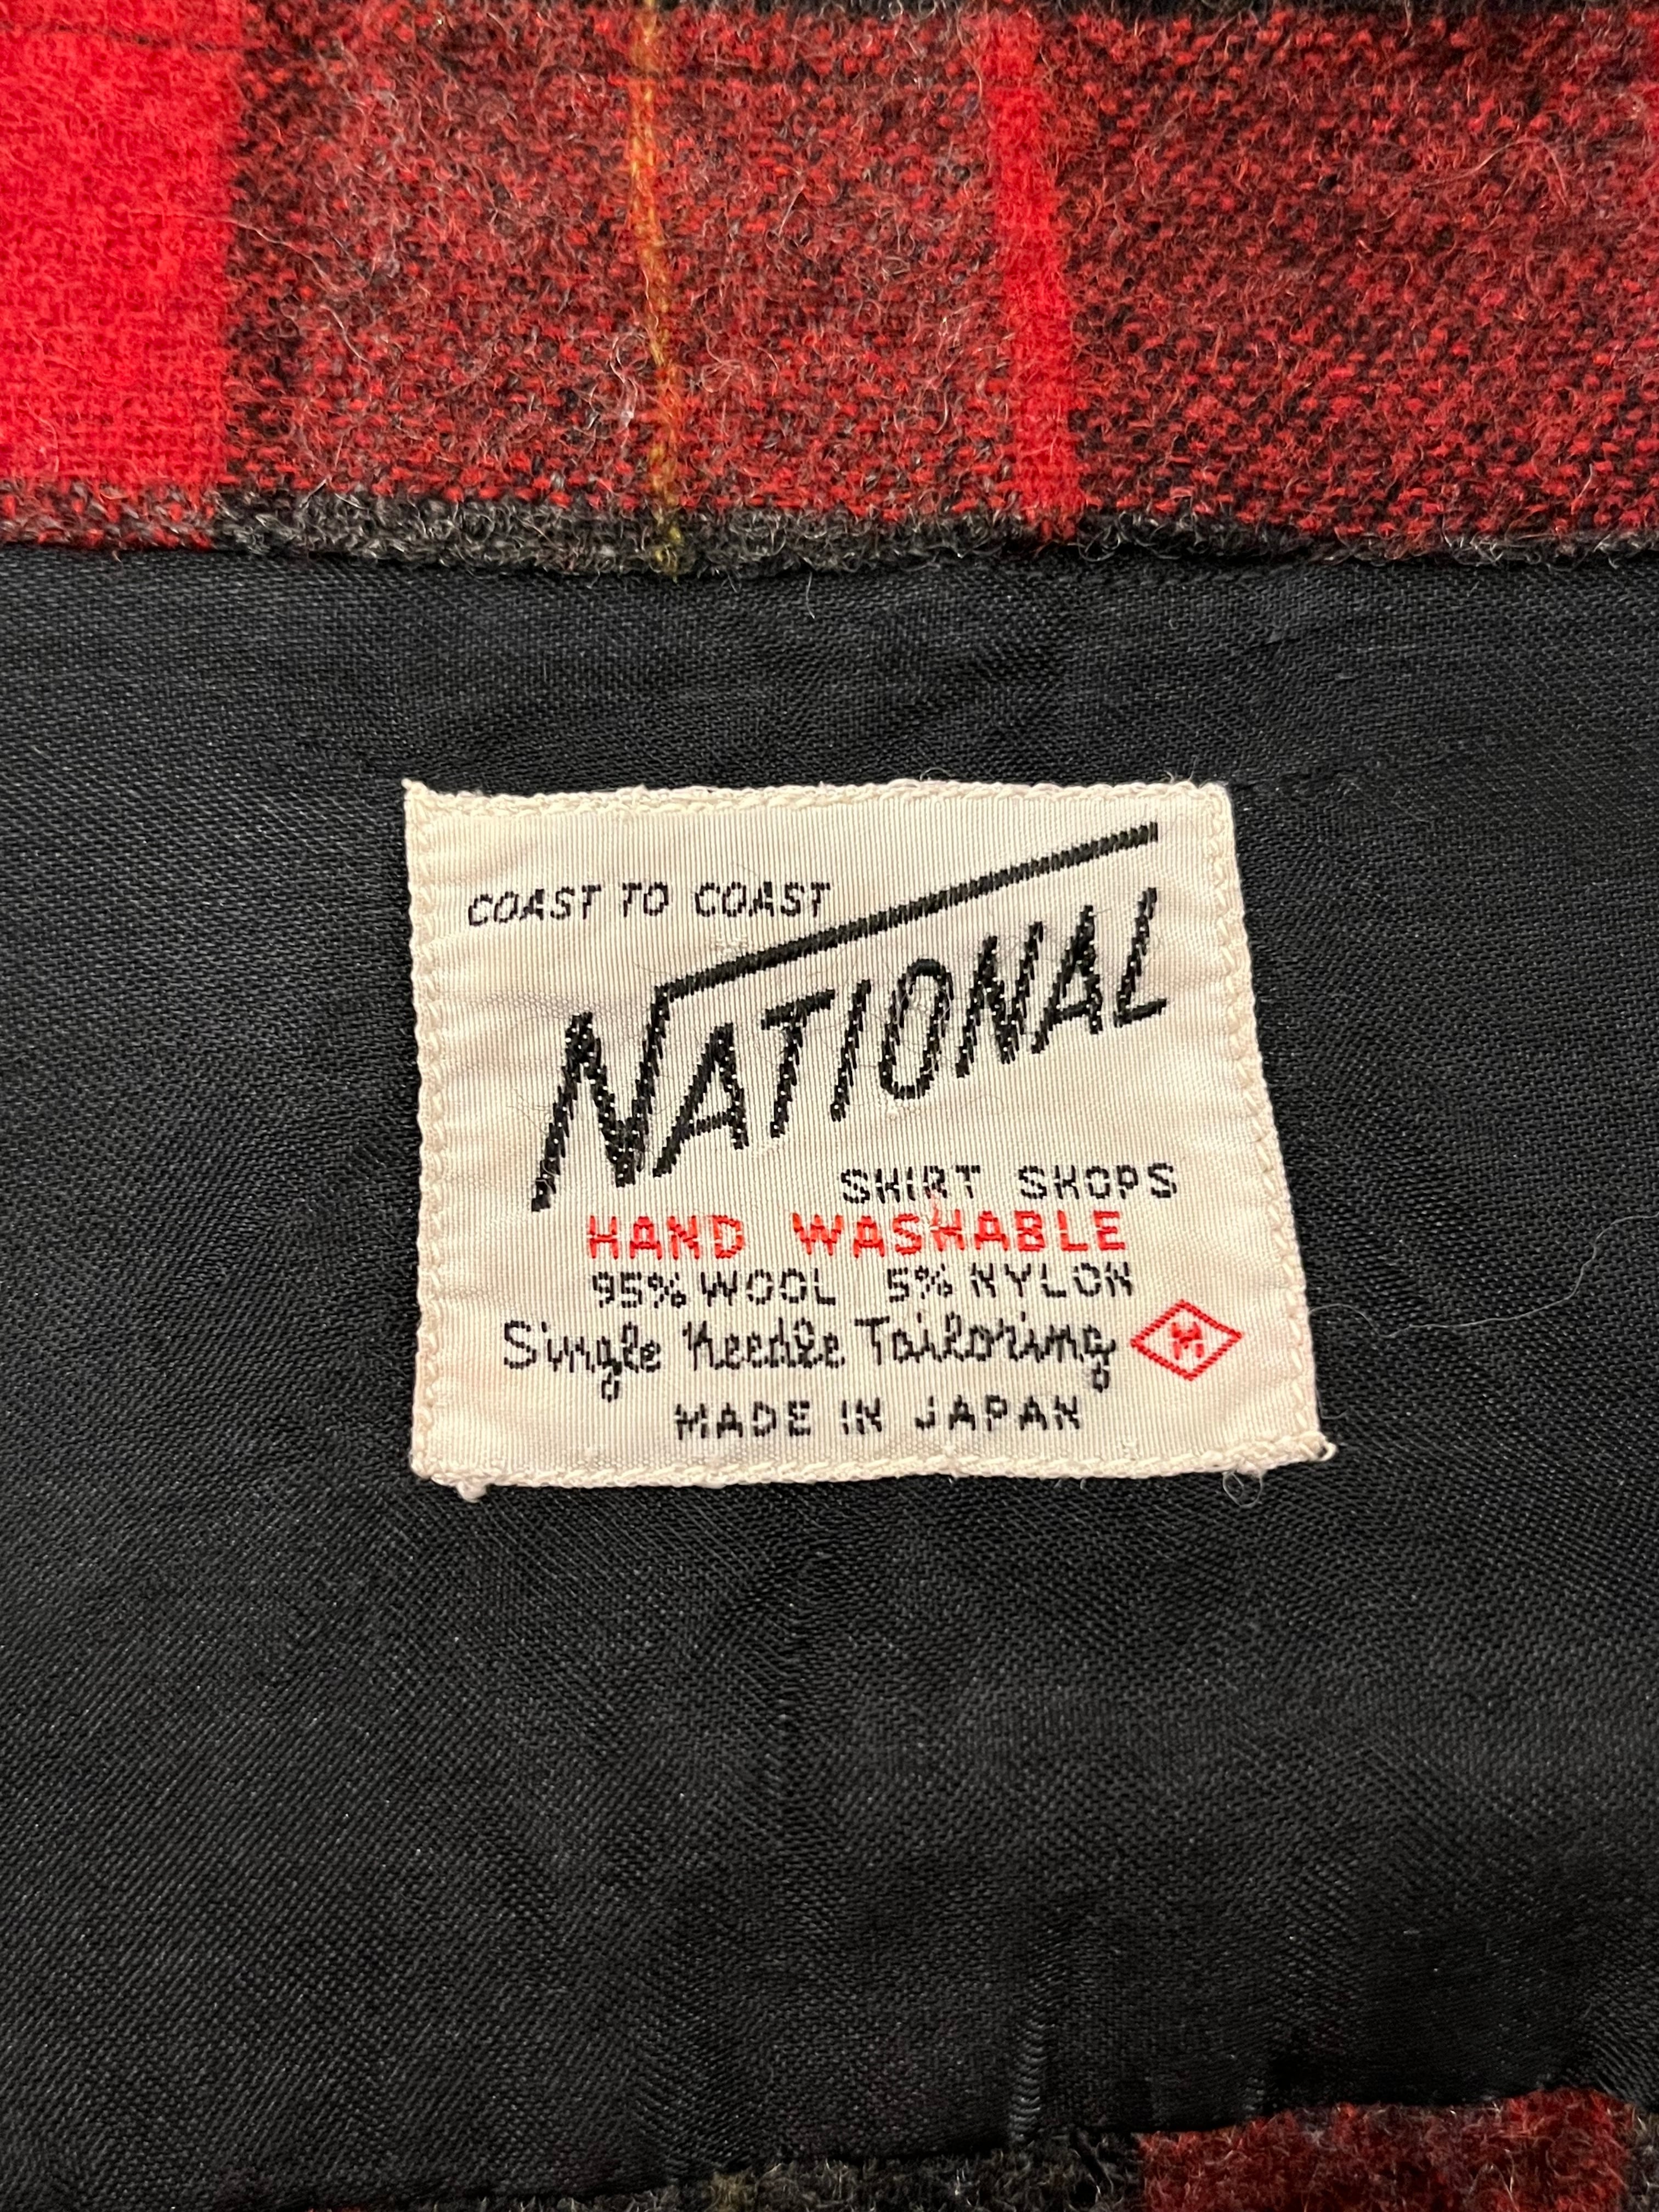 COAST TO COAST
NATIONAL
SHIRT SHOPS
HAND WASHABLE
95% WOOL 5% NYLON
Single Needle Tailoring M
MADE IN JAPAN